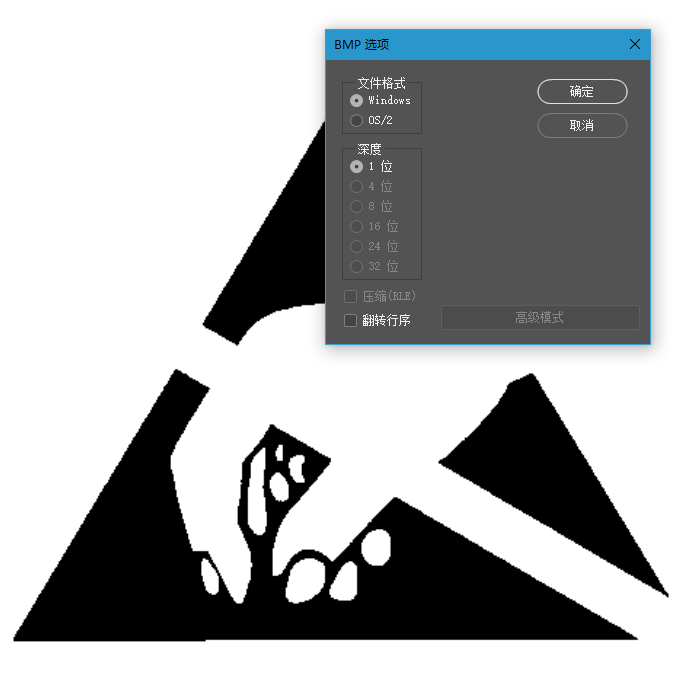 BMP 选项
文件格式
Windows
OS/2
确定
取消
深度
1 位
4 位
8 位
16 位
24 位
32 位
压缩(RLE)
翻转行序
高级模式